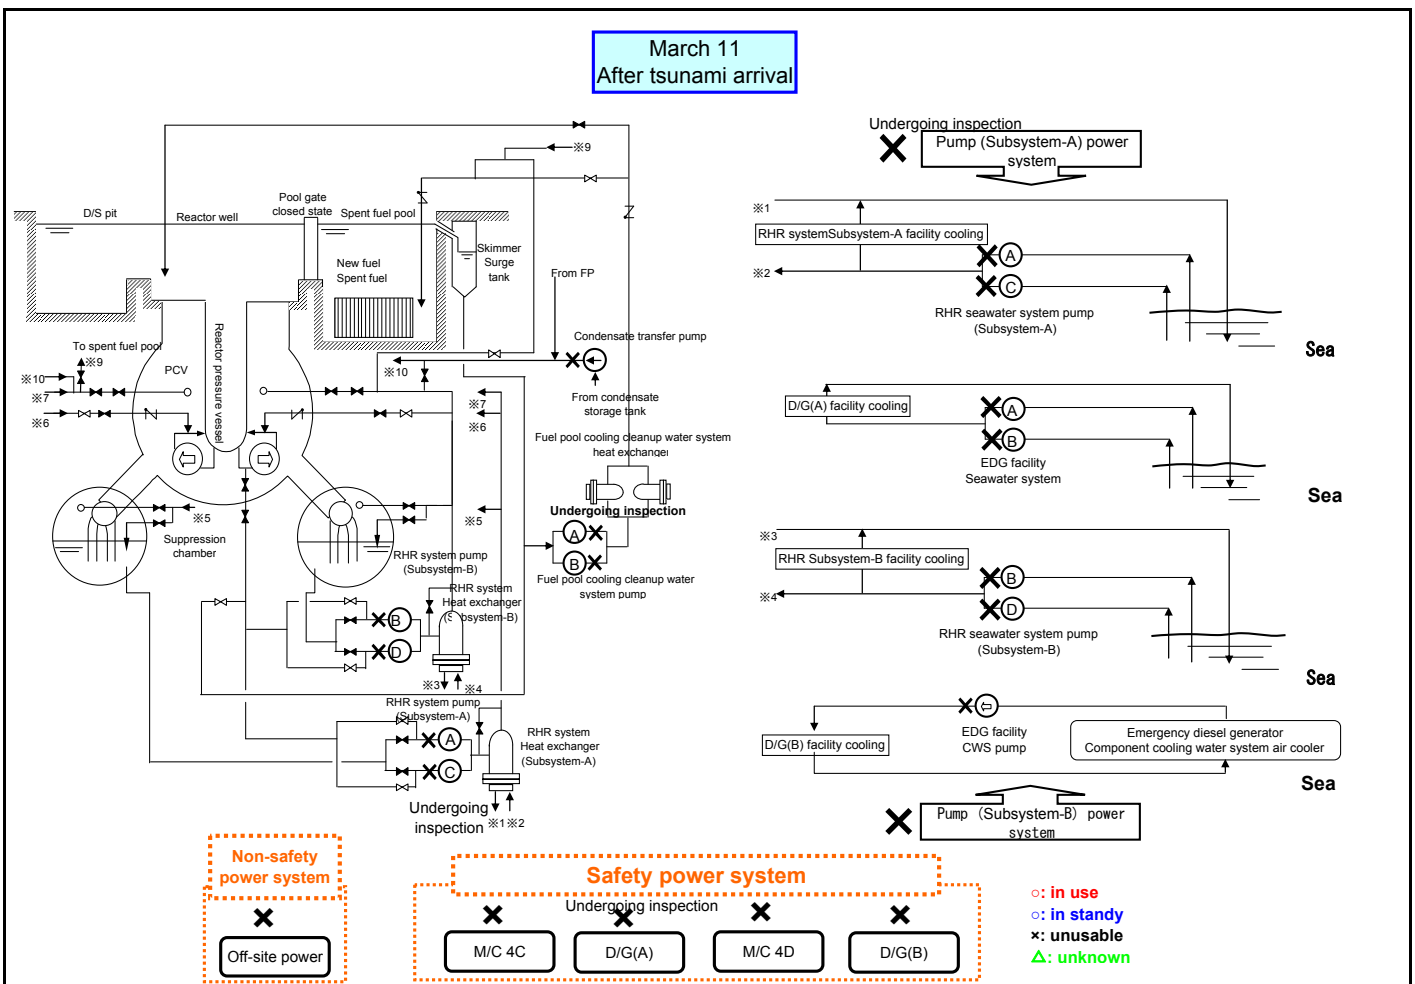 March 11
After tsunami arrival
Undergoing inspection
Pump (Subsystem-A) power
system
※9
Pool gate
closed state
D/S pit
Reactor well
Spent fuel pool
※1
RHR systemSubsystem-A facility cooling
A
※2
C
Skimmer
Surge
tank
New fuel
Spent fuel
From FP
RHR seawater system pump
(Subsystem-A)
Sea
Reactor pressure vessel
Condensate transfer pump
To spent fuel pool
※9
PCV
※10
※10
※7
※6
From condensate
storage tank
※7
※6
D/G(A) facility cooling
A
B
EDG facility
Seawater system
Sea
Fuel pool cooling cleanup water system
heat exchanger
Undergoing inspection
※5
※5
Suppression
chamber
A
B
Fuel pool cooling cleanup water
system pump
RHR system pump
(Subsystem-B)
RHR system
Heat exchanger
(Subsystem-B)
B
D
※3
※4
※3
RHR Subsystem-B facility cooling
B
※4
D
RHR seawater system pump
(Subsystem-B)
Sea
RHR system pump
(Subsystem-A)
RHR system
Heat exchanger
(Subsystem-A)
A
C
Undergoing
inspection
※1※2
D/G(B) facility cooling
EDG facility
CWS pump
Emergency diesel generator
Component cooling water system air cooler
Sea
Pump (Subsystem-B) power
system
Non-safety
power system
Off-site power
Safety power system
Undergoing inspection
M/C 4C
D/G(A)
M/C 4D
D/G(B)
○: in use
○: in standy
×: unusable
△: unknown